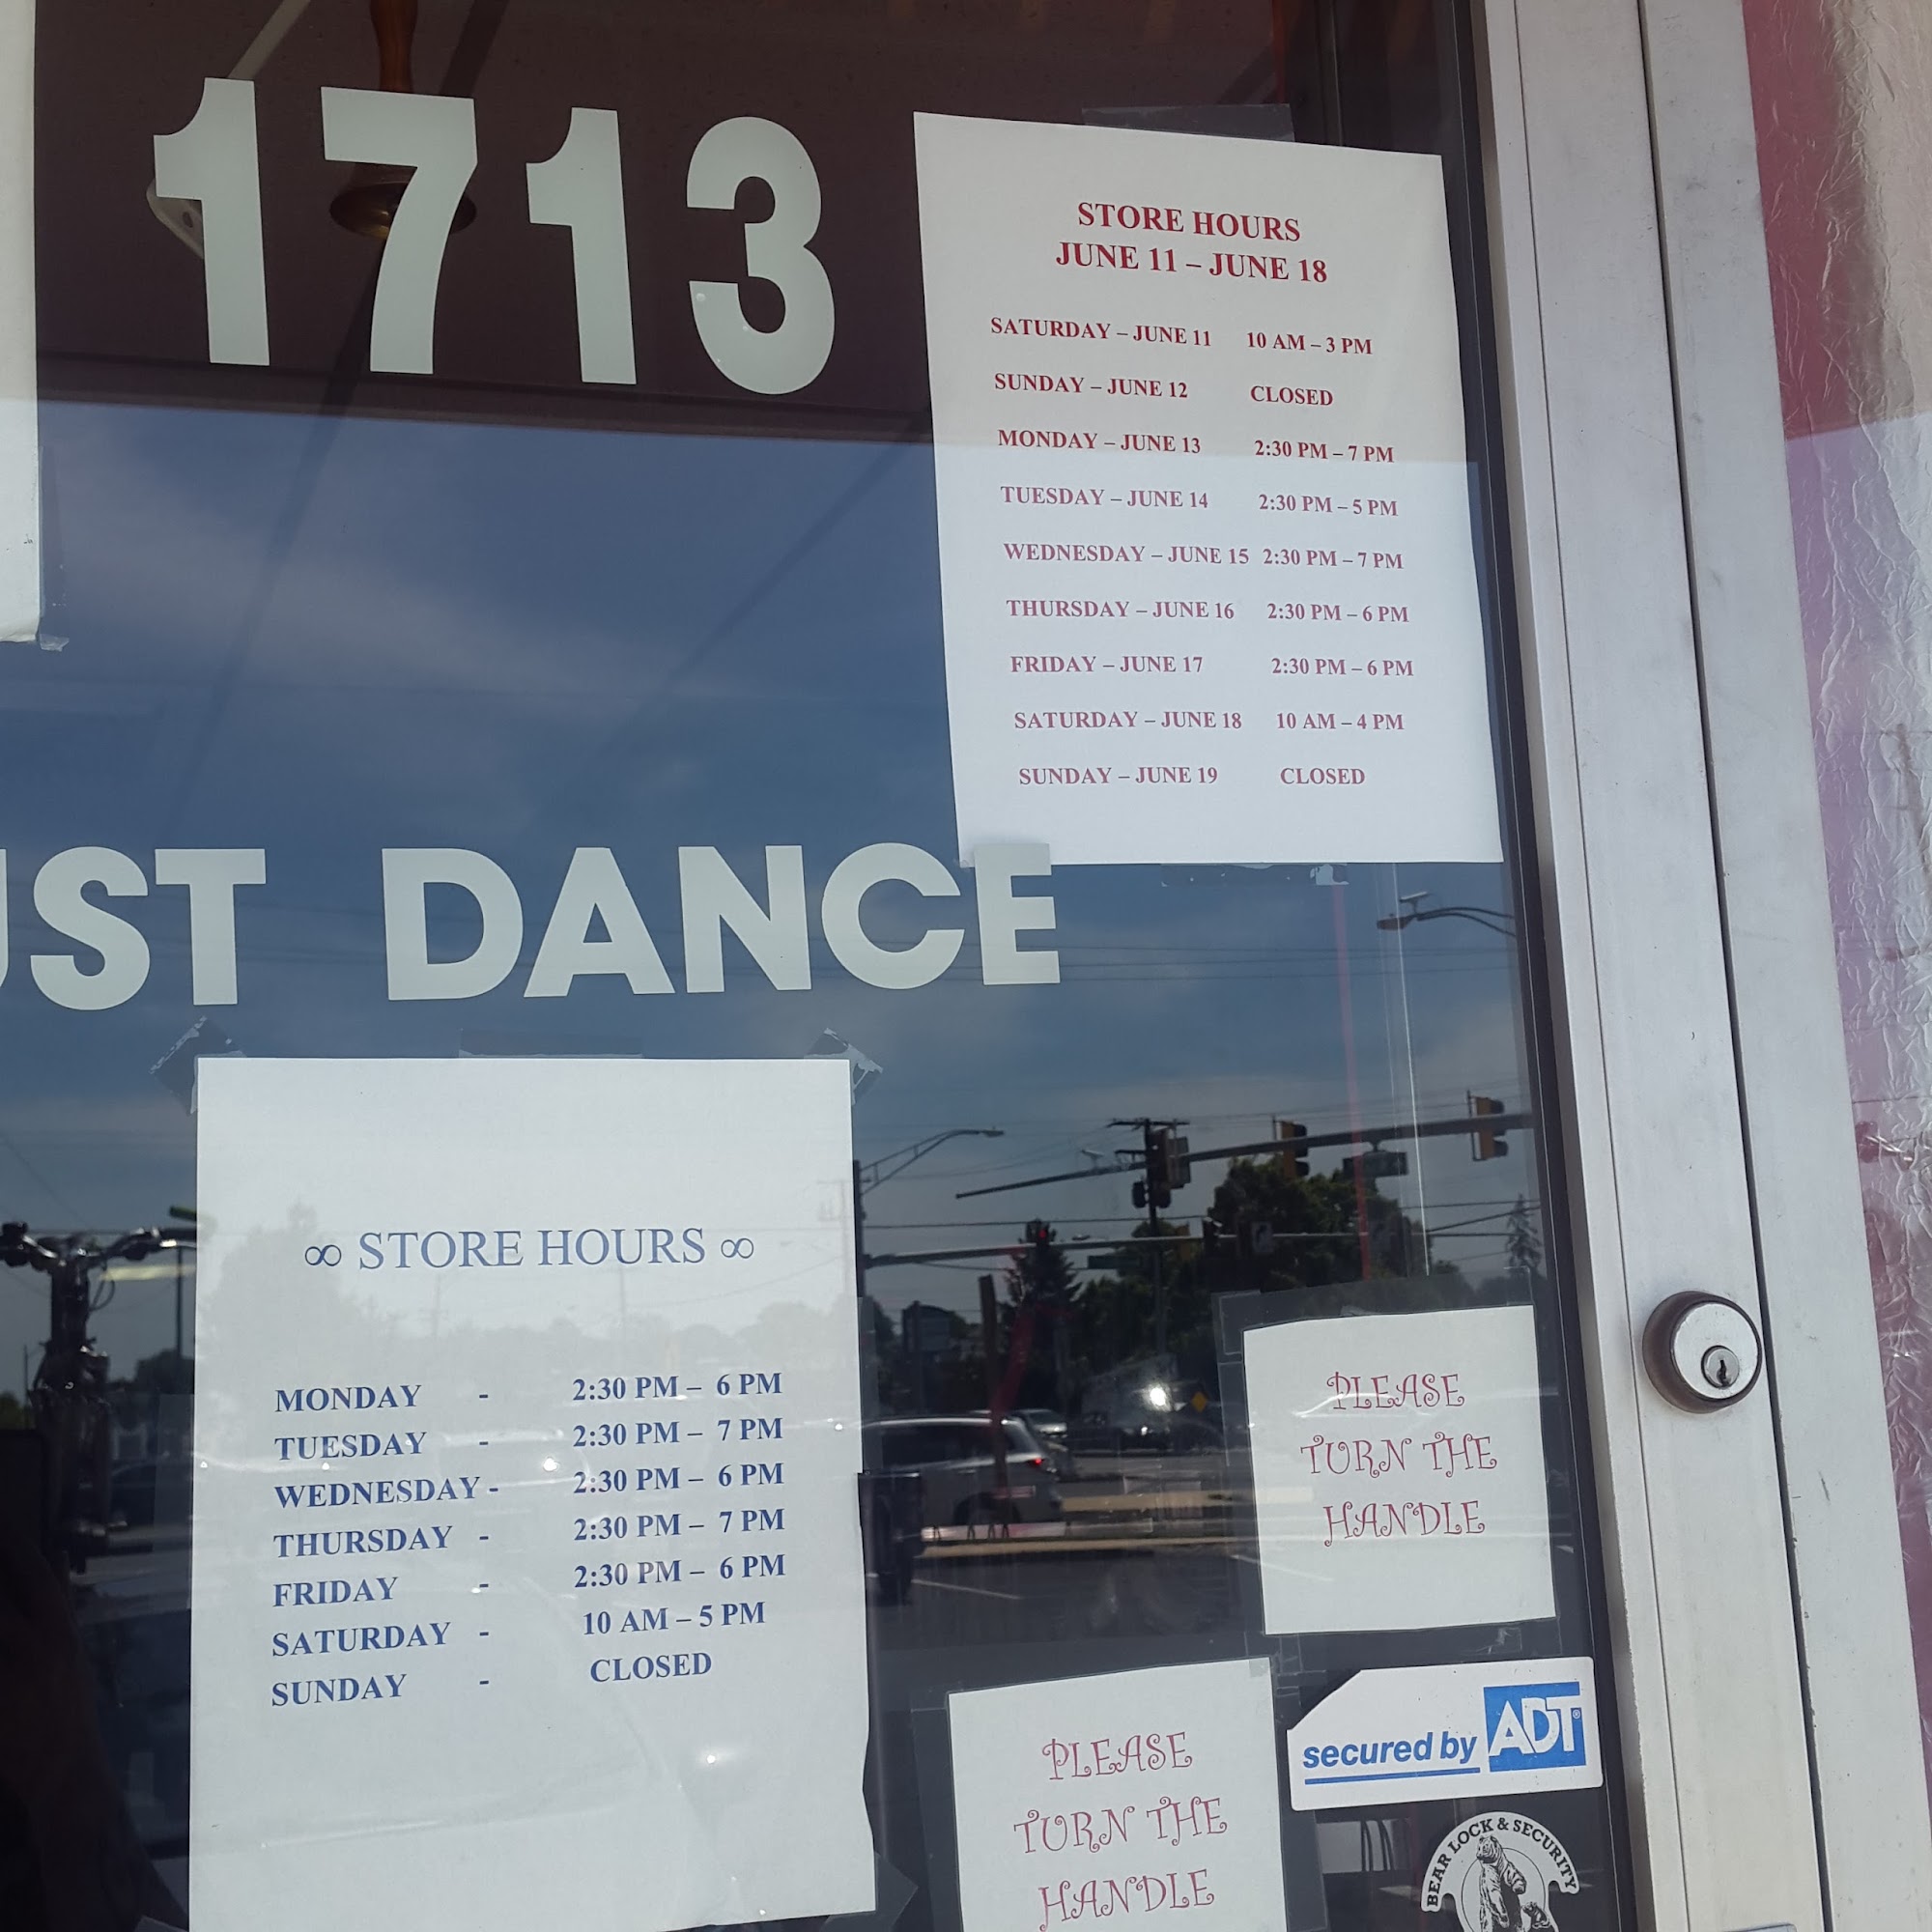 1713
STORE HOURS
JUNE 11 – JUNE 18
SATURDAY – JUNE 11 10 AM – 3 PM
SUNDAY – JUNE 12 CLOSED
MONDAY – JUNE 13 2:30 PM – 7 PM
TUESDAY – JUNE 14 2:30 PM – 5 PM
WEDNESDAY – JUNE 15 2:30 PM – 7 PM
THURSDAY – JUNE 16 2:30 PM – 6 PM
FRIDAY – JUNE 17 2:30 PM – 6 PM
SATURDAY – JUNE 18 10 AM – 4 PM
SUNDAY – JUNE 19 CLOSED
UST DANCE
∞ STORE HOURS ∞
MONDAY - 2:30 PM – 6 PM
TUESDAY - 2:30 PM – 7 PM
WEDNESDAY - 2:30 PM – 6 PM
THURSDAY - 2:30 PM – 7 PM
FRIDAY - 2:30 PM – 6 PM
SATURDAY - 10 AM – 5 PM
SUNDAY - CLOSED
PLEASE
TURN THE
HANDLE
PLEASE
TURN THE
HANDLE
secured by ADT®
BEAR LOCK & SECURITY